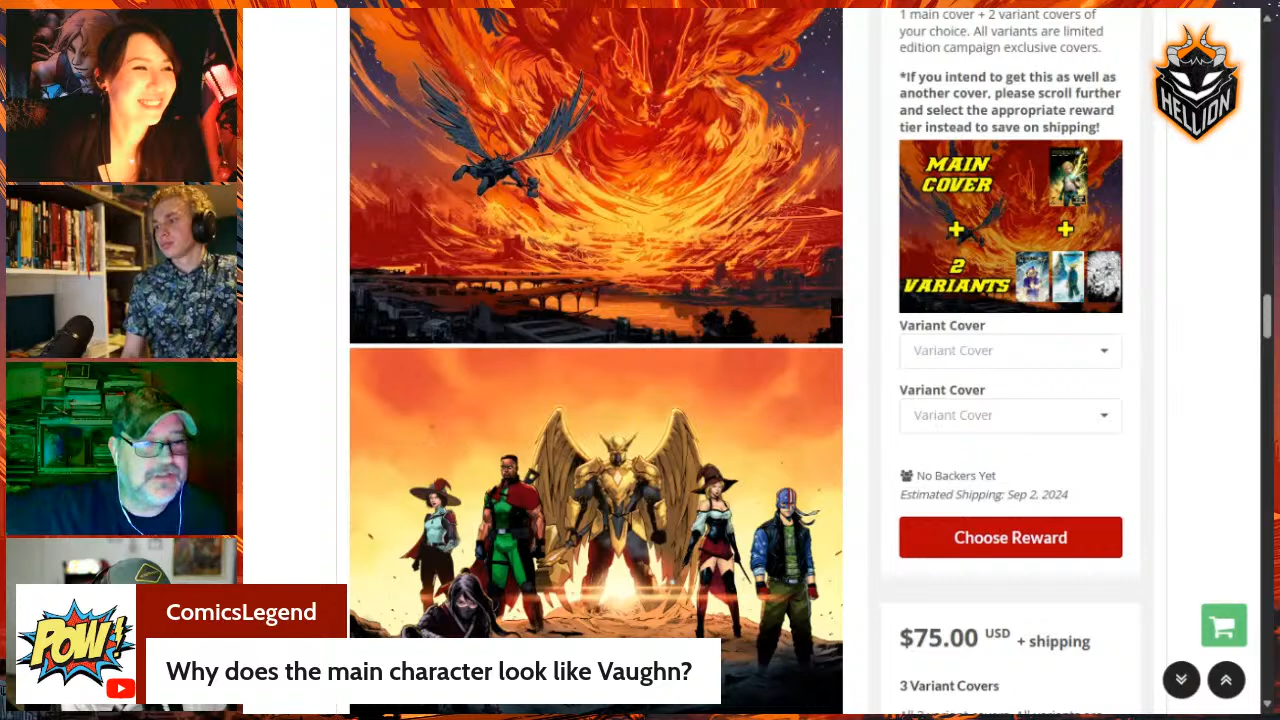 1 main cover + 2 variant covers of
your choice. All variants are limited
edition campaign exclusive covers.
*If you intend to get this as well as
another cover, please scroll further
and select the appropriate reward
tier instead to save on shipping!
HELLION
MAIN
COVER
+
+
2
VARIANTS
Variant Cover
Variant Cover
Variant Cover
Variant Cover
No Backers Yet
Estimated Shipping: Sep 2, 2024
Choose Reward
$75.00 USD + shipping
3 Variant Covers
POW!
ComicsLegend
Why does the main character look like Vaughn?